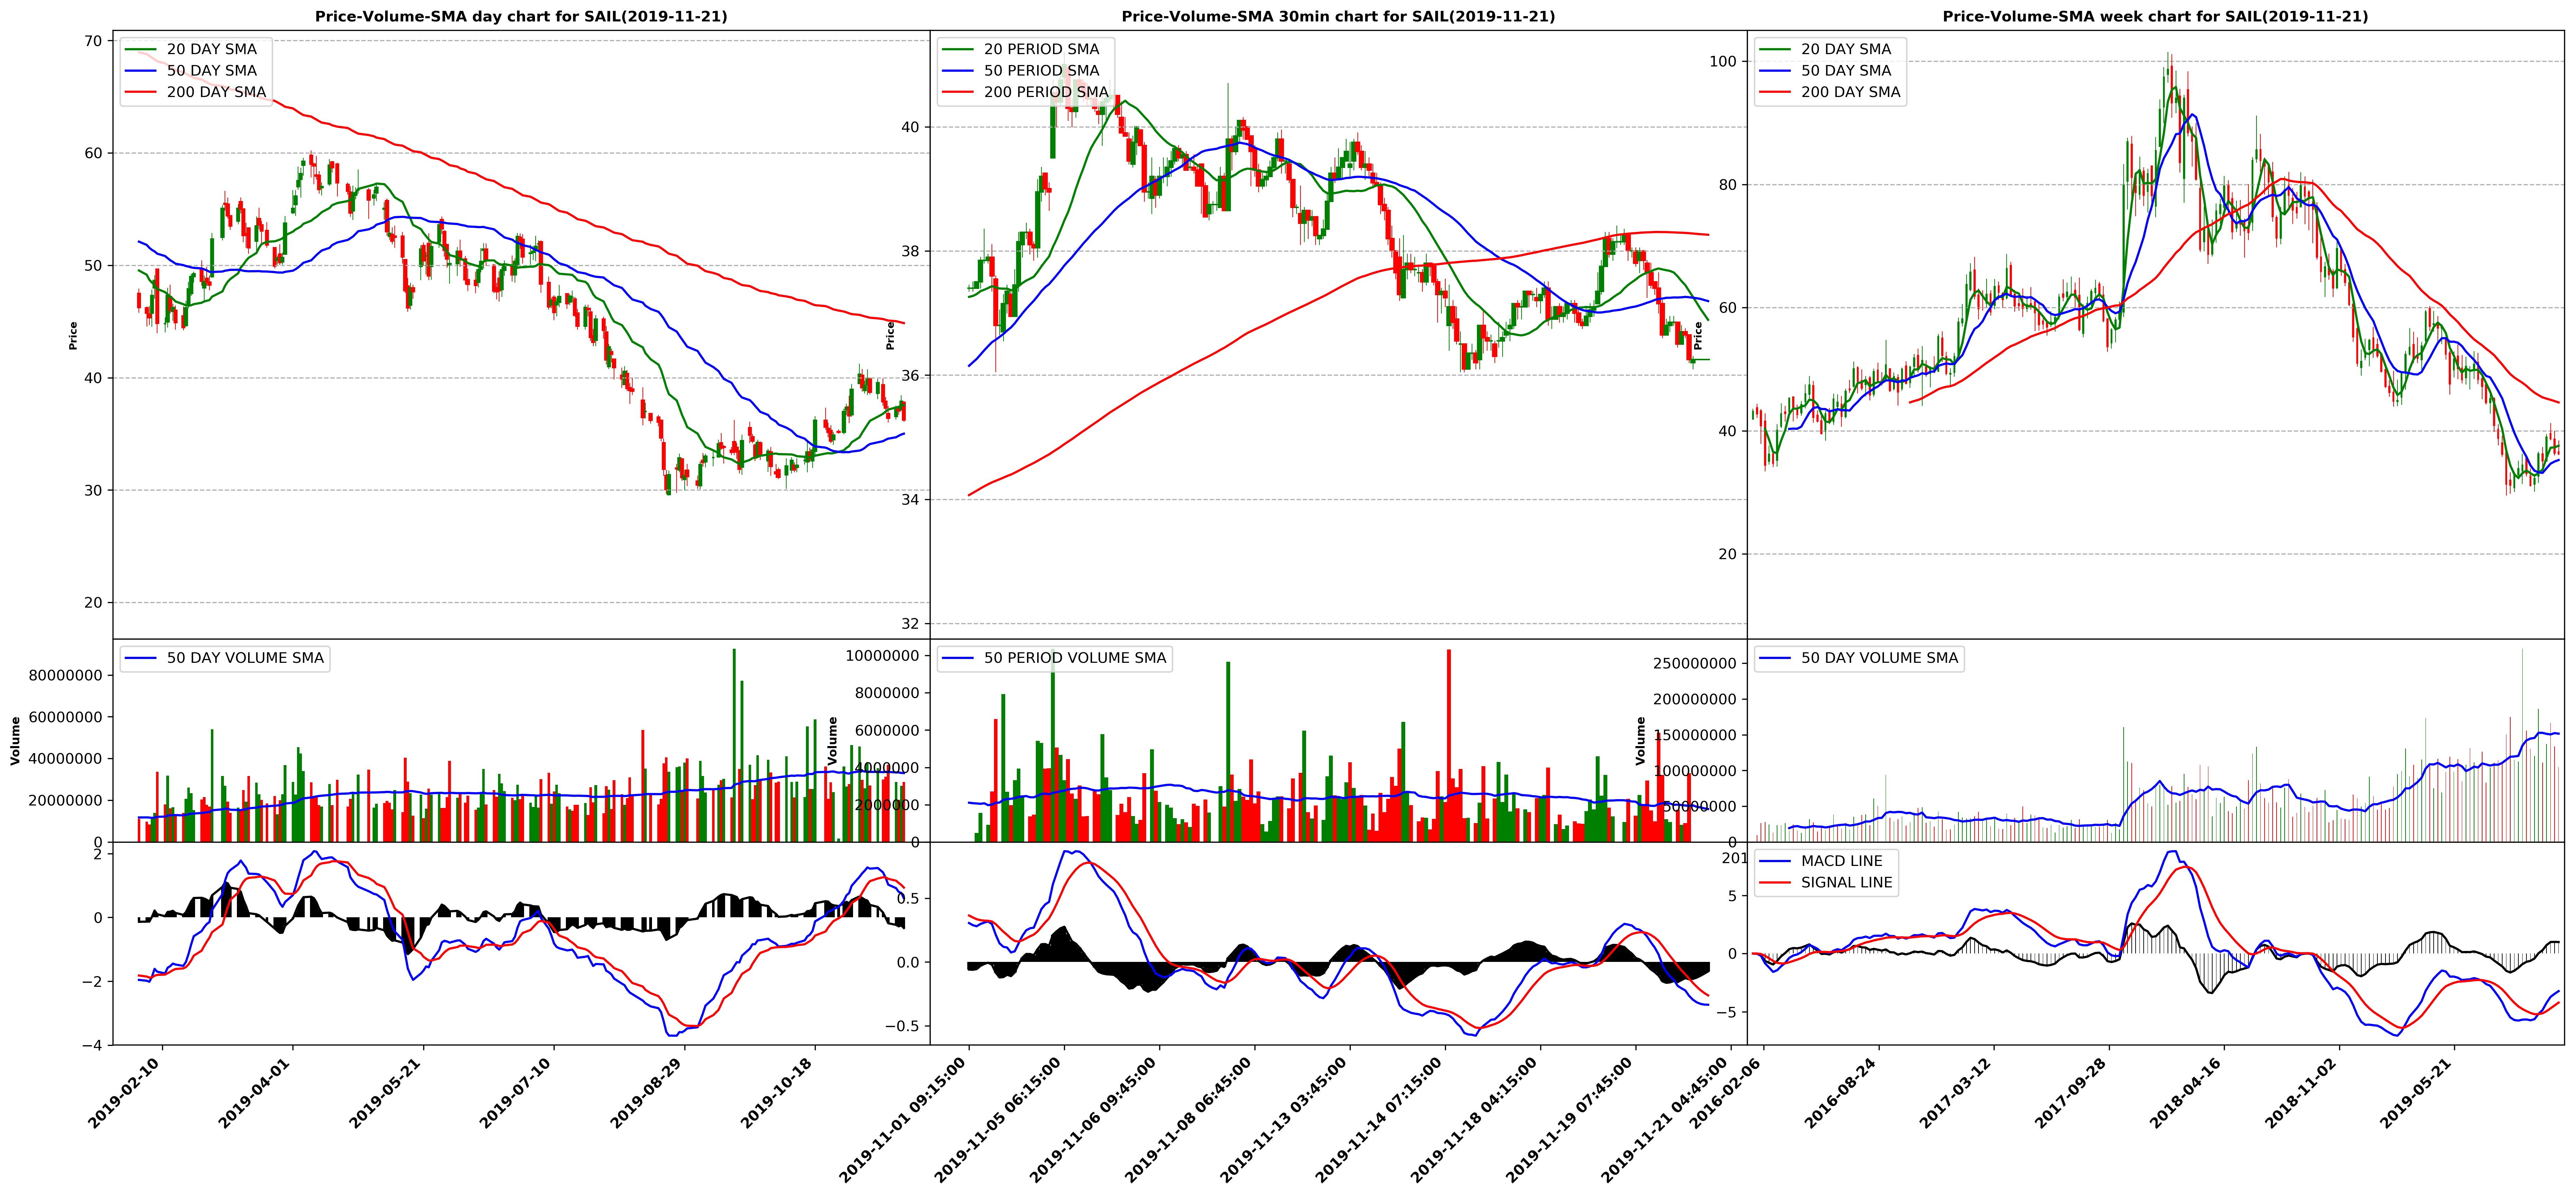 Price-Volume-SMA day chart for SAIL(2019-11-21)
20 DAY SMA
50 DAY SMA
200 DAY SMA
70
60
50
40
30
20
Price
50 DAY VOLUME SMA
80000000
60000000
40000000
20000000
0
Volume
2
0
−2
−4
2019-02-10
2019-04-01
2019-05-21
2019-07-10
2019-08-29
2019-10-18
Price-Volume-SMA 30min chart for SAIL(2019-11-21)
20 PERIOD SMA
50 PERIOD SMA
200 PERIOD SMA
40
38
36
34
32
Price
50 PERIOD VOLUME SMA
10000000
8000000
6000000
4000000
2000000
0
Volume
0.5
0.0
−0.5
2019-11-01 09:15:00
2019-11-05 06:15:00
2019-11-06 09:45:00
2019-11-08 06:45:00
2019-11-13 03:45:00
2019-11-14 07:15:00
2019-11-18 04:15:00
2019-11-19 07:45:00
2019-11-21 04:45:00
Price-Volume-SMA week chart for SAIL(2019-11-21)
20 DAY SMA
50 DAY SMA
200 DAY SMA
100
80
60
40
20
Price
50 DAY VOLUME SMA
250000000
200000000
150000000
100000000
50000000
0
Volume
201
MACD LINE
SIGNAL LINE
5
0
−5
2016-02-06
2016-08-24
2017-03-12
2017-09-28
2018-04-16
2018-11-02
2019-05-21